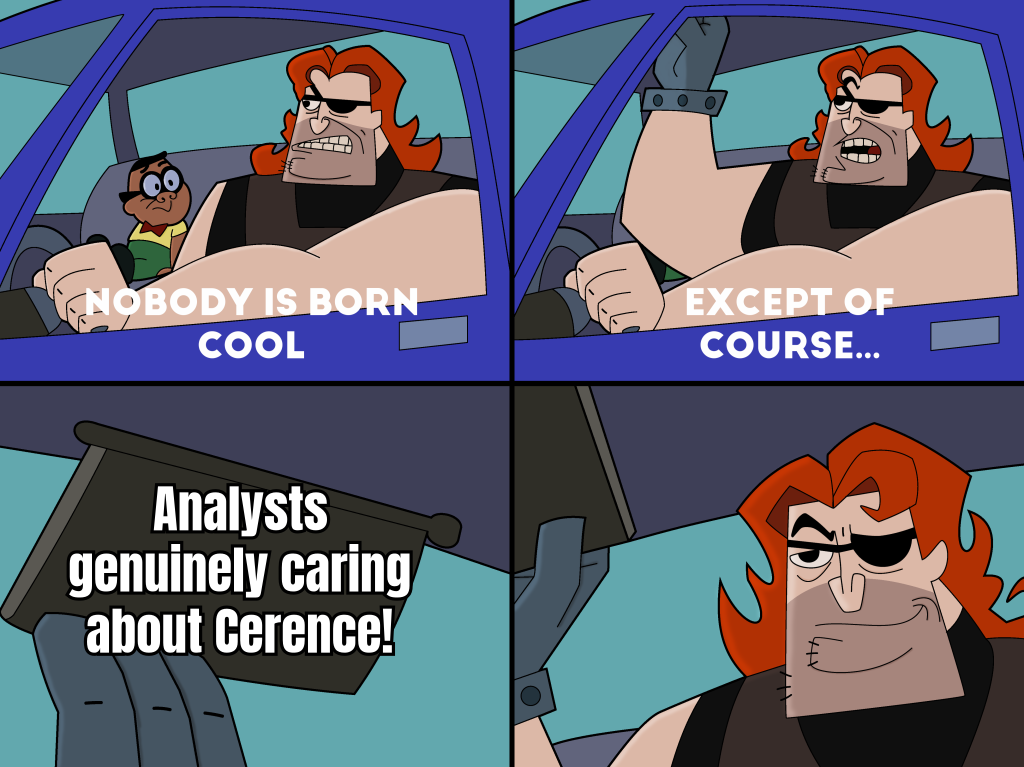 NOBODY IS BORN
COOL
EXCEPT OF
COURSE...
Analysts
genuinely caring
about Cerence!